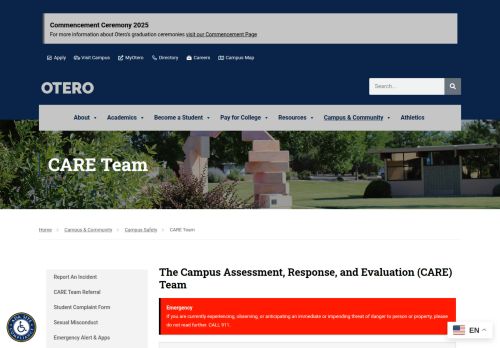 Commencement Ceremony 2025
For more information about Otero's graduation ceremonies visit our Commencement Page
Apply Visit Campus MyOtero Directory Careers Campus Map
OTERO
Search...
About Academics Become a Student Pay for College Resources Campus & Community Athletics
CARE Team
Home Campus & Community Campus Safety CARE Team
Report An Incident
CARE Team Referral
Student Complaint Form
Sexual Misconduct
Emergency Alert & Apps
The Campus Assessment, Response, and Evaluation (CARE)
Team
Emergency
If you are currently experiencing, observing, or anticipating an immediate or impending threat of danger to person or property, please
do not read further. CALL 911.
EN